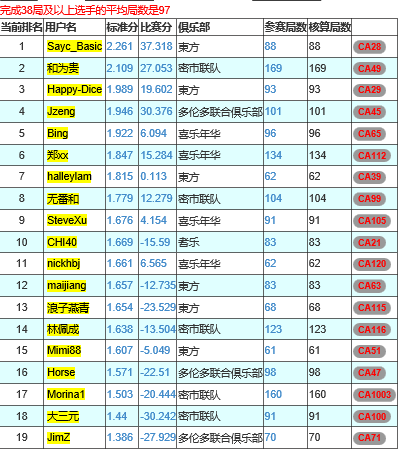 完成38局及以上选手的平均局数是97
当前排名 用户名 标准分 比赛分 俱乐部 参赛局数 核算局数
1 Sayc_Basic 2.261 37.318 東方 88 88 CA28
2 和为贵 2.109 27.053 密市联队 169 169 CA49
3 Happy-Dice 1.989 19.602 東方 93 93 CA29
4 Jzeng 1.946 30.376 多伦多联合俱乐部 101 101 CA45
5 Bing 1.922 6.094 喜乐年华 96 96 CA65
6 郑xx 1.847 15.284 喜乐年华 134 134 CA112
7 halleylam 1.815 0.113 東方 62 62 CA39
8 无番和 1.779 12.279 密市联队 104 104 CA99
9 SteveXu 1.676 4.154 喜乐年华 91 91 CA105
10 CHI40 1.669 -15.59 耆乐 83 83 CA21
11 nickhbj 1.661 6.565 喜乐年华 62 62 CA120
12 maijiang 1.657 -12.735 東方 83 83 CA63
13 浪子燕青 1.654 -23.529 東方 68 68 CA115
14 林佩成 1.638 -13.504 密市联队 123 123 CA116
15 Mimi88 1.607 -5.049 東方 61 61 CA51
16 Horse 1.571 -22.51 多伦多联合俱乐部 98 98 CA47
17 Morina1 1.503 -20.444 密市联队 160 160 CA1003
18 大三元 1.44 -30.242 密市联队 91 91 CA100
19 JimZ 1.386 -27.929 多伦多联合俱乐部 70 70 CA71